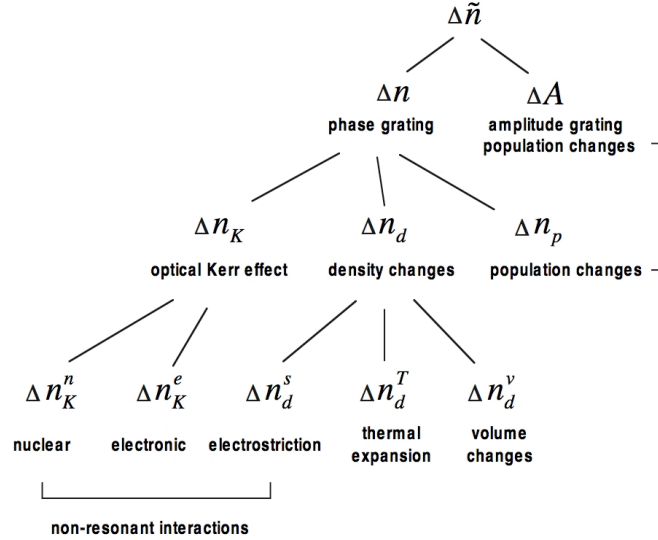 Δñ
Δn ΔA
phase grating amplitude grating
population changes
Δn_K Δn_d Δn_p
optical Kerr effect density changes population changes
Δn_K^n Δn_K^e Δn_d^s Δn_d^T Δn_d^v
nuclear electronic electrostriction thermal expansion volume changes
non-resonant interactions